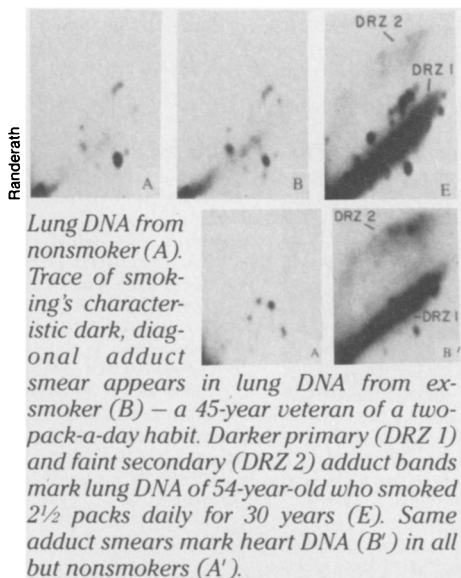 Randerath
DRZ 2
DRZ 1
A
B
E
DRZ 2
DRZ 1
A
B'
Lung DNA from
nonsmoker (A).
Trace of smok-
ing's character-
istic dark, diag-
onal adduct
smear appears in lung DNA from ex-
smoker (B) — a 45-year veteran of a two-
pack-a-day habit. Darker primary (DRZ 1)
and faint secondary (DRZ 2) adduct bands
mark lung DNA of 54-year-old who smoked
2½ packs daily for 30 years (E). Same
adduct smears mark heart DNA (B') in all
but nonsmokers (A').